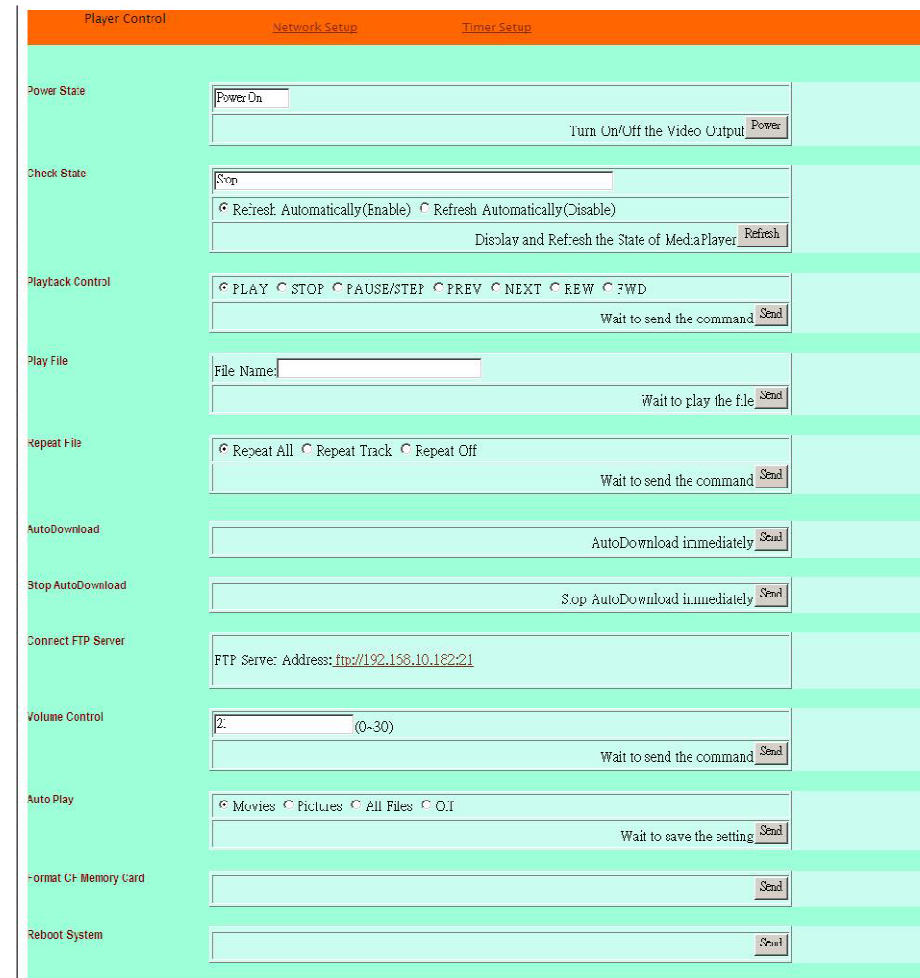 Player Control
Network Setup
Timer Setup
Power State
Power On
Turn On/Off the Video Output Power
Check State
Stop
Refresh Automatically(Enable) Refresh Automatically(Disable)
Display and Refresh the State of MediaPlayer Refresh
Playback Control
PLAY STOP PAUSE/STEP PREV NEXT REW FWD
Wait to send the command Send
Play File
File Name:
Wait to play the file Send
Repeat File
Repeat All Repeat Track Repeat Off
Wait to send the command Send
AutoDownload
AutoDownload immediately Send
Stop AutoDownload
Stop AutoDownload immediately Send
Connect FTP Server
FTP Server Address: ftp://192.168.10.182:21
Volume Control
(0~30)
Wait to send the command Send
Auto Play
Movies Pictures All Files Off
Wait to save the setting Send
Format CF Memory Card
Send
Reboot System
Send